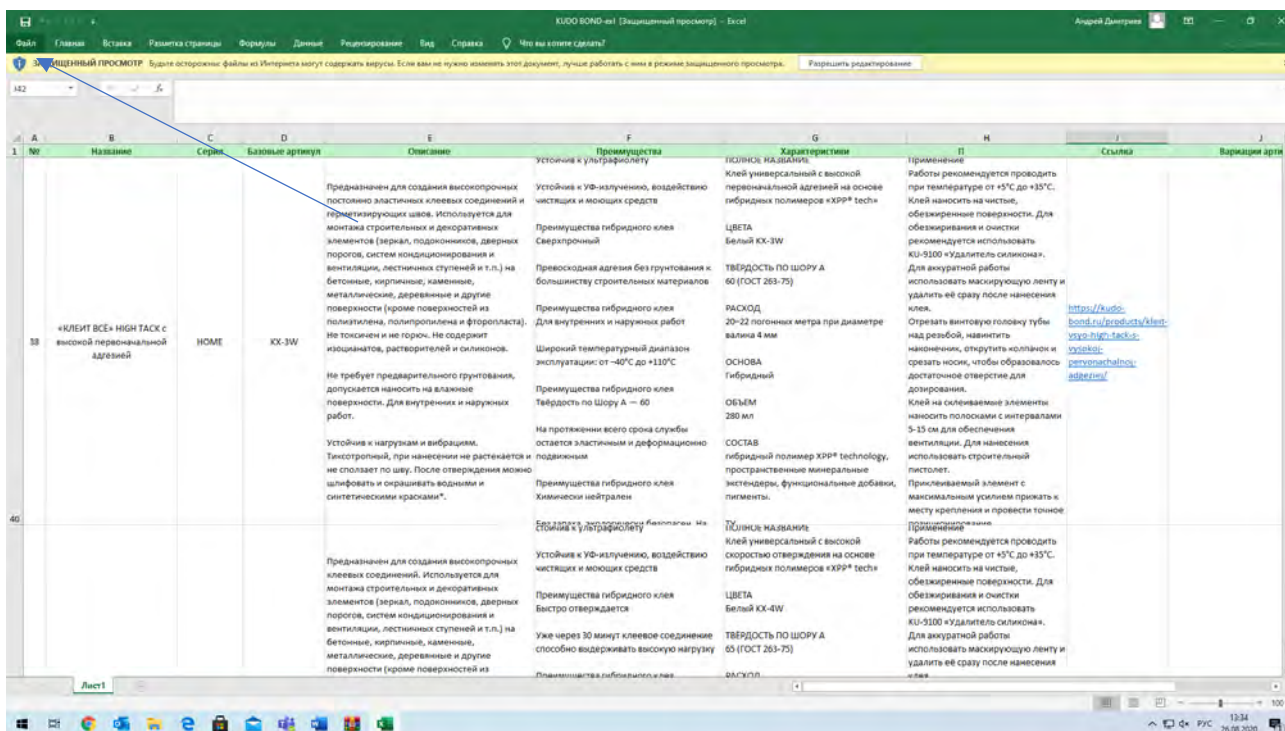 KUDO BOND-ext [Защищенный просмотр] - Excel
Андрей Дмитриев
Файл Главная Вставка Разметка страницы Формулы Данные Рецензирование Вид Справка Что вы хотите сделать?
ЗАЩИЩЕННЫЙ ПРОСМОТР Будьте осторожны: файлы из Интернета могут содержать вирусы. Если вам не нужно изменять этот документ, лучше работать с ним в режиме защищенного просмотра. Разрешить редактирование
J42
A B C D E F G H I J
1 № Название Серия Базовые артикул Описание Преимущества Характеристики П Ссылка Вариации арти
40
38
«КЛЕИТ ВСЁ» HIGH TACK с
высокой первоначальной
адгезией
HOME
KX-3W
Предназначен для создания высокопрочных
постоянно эластичных клеевых соединений и
герметизирующих швов. Используется для
монтажа строительных и декоративных
элементов (зеркал, подоконников, дверных
порогов, систем кондиционирования и
вентиляции, лестничных ступеней и т.п.) на
бетонные, кирпичные, каменные,
металлические, деревянные и другие
поверхности (кроме поверхностей из
полиэтилена, полипропилена и фторопласта).
Не токсичен и не горюч. Не содержит
изоцианатов, растворителей и силиконов.
Не требует предварительного грунтования,
допускается наносить на влажные
поверхности. Для внутренних и наружных
работ.
Устойчив к нагрузкам и вибрациям.
Тиксотропный, при нанесении не растекается и
не сползает по шву. После отверждения можно
шлифовать и окрашивать водными и
синтетическими красками*.
Устойчив к ультрафиолету
Устойчив к УФ-излучению, воздействию
чистящих и моющих средств
Преимущества гибридного клея
Сверхпрочный
Превосходная адгезия без грунтования к
большинству строительных материалов
Преимущества гибридного клея
Для внутренних и наружных работ
Широкий температурный диапазон
эксплуатации: от −40°C до +110°C
Преимущества гибридного клея
Твёрдость по Шору А — 60
На протяжении всего срока службы
остается эластичным и деформационно
подвижным
Преимущества гибридного клея
Химически нейтрален
Без запаха, экологически безопасен. На
ПОЛНОЕ НАЗВАНИЕ
Клей универсальный с высокой
первоначальной адгезией на основе
гибридных полимеров «XPP® tech»
ЦВЕТА
Белый KX-3W
ТВЁРДОСТЬ ПО ШОРУ А
60 (ГОСТ 263-75)
РАСХОД
20−22 погонных метра при диаметре
валика 4 мм
ОСНОВА
Гибридный
ОБЪЕМ
280 мл
СОСТАВ
гибридный полимер XPP® technology,
пространственные минеральные
экстендеры, функциональные добавки,
пигменты.
ТУ
Применение
Работы рекомендуется проводить
при температуре от +5°C до +35°C.
Клей наносить на чистые,
обезжиренные поверхности. Для
обезжиривания и очистки
рекомендуется использовать
KU-9100 «Удалитель силикона».
Для аккуратной работы
использовать маскирующую ленту и
удалить её сразу после нанесения
клея.
Отрезать винтовую головку тубы
над резьбой, навинтить
наконечник, открутить колпачок и
срезать носик, чтобы образовалось
достаточное отверстие для
дозирования.
Клей на склеиваемые элементы
наносить полосками с интервалами
5-15 см для обеспечения
вентиляции. Для нанесения
использовать строительный
пистолет.
Приклеиваемый элемент с
максимальным усилием прижать к
месту крепления и провести точное
позиционирование
https://kudo-
bond.ru/products/kleit-
vsyo-high-tack-s-
vysokoj-
pervonachalnoj-
adgeziej/
Предназначен для создания высокопрочных
клеевых соединений. Используется для
монтажа строительных и декоративных
элементов (зеркал, подоконников, дверных
порогов, систем кондиционирования и
вентиляции, лестничных ступеней и т.п.) на
бетонные, кирпичные, каменные,
металлические, деревянные и другие
поверхности (кроме поверхностей из
стойчив к ультрафиолету
Устойчив к УФ-излучению, воздействию
чистящих и моющих средств
Преимущества гибридного клея
Быстро отверждается
Уже через 30 минут клеевое соединение
способно выдерживать высокую нагрузку
Преимущества гибридного клея
ПОЛНОЕ НАЗВАНИЕ
Клей универсальный с высокой
скоростью отверждения на основе
гибридных полимеров «XPP® tech»
ЦВЕТА
Белый KX-4W
ТВЁРДОСТЬ ПО ШОРУ А
65 (ГОСТ 263-75)
РАСХОД
Применение
Работы рекомендуется проводить
при температуре от +5°C до +35°C.
Клей наносить на чистые,
обезжиренные поверхности. Для
обезжиривания и очистки
рекомендуется использовать
KU-9100 «Удалитель силикона».
Для аккуратной работы
использовать маскирующую ленту и
удалить её сразу после нанесения
клея
Лист1
100
РУС
13:34
26.08.2020